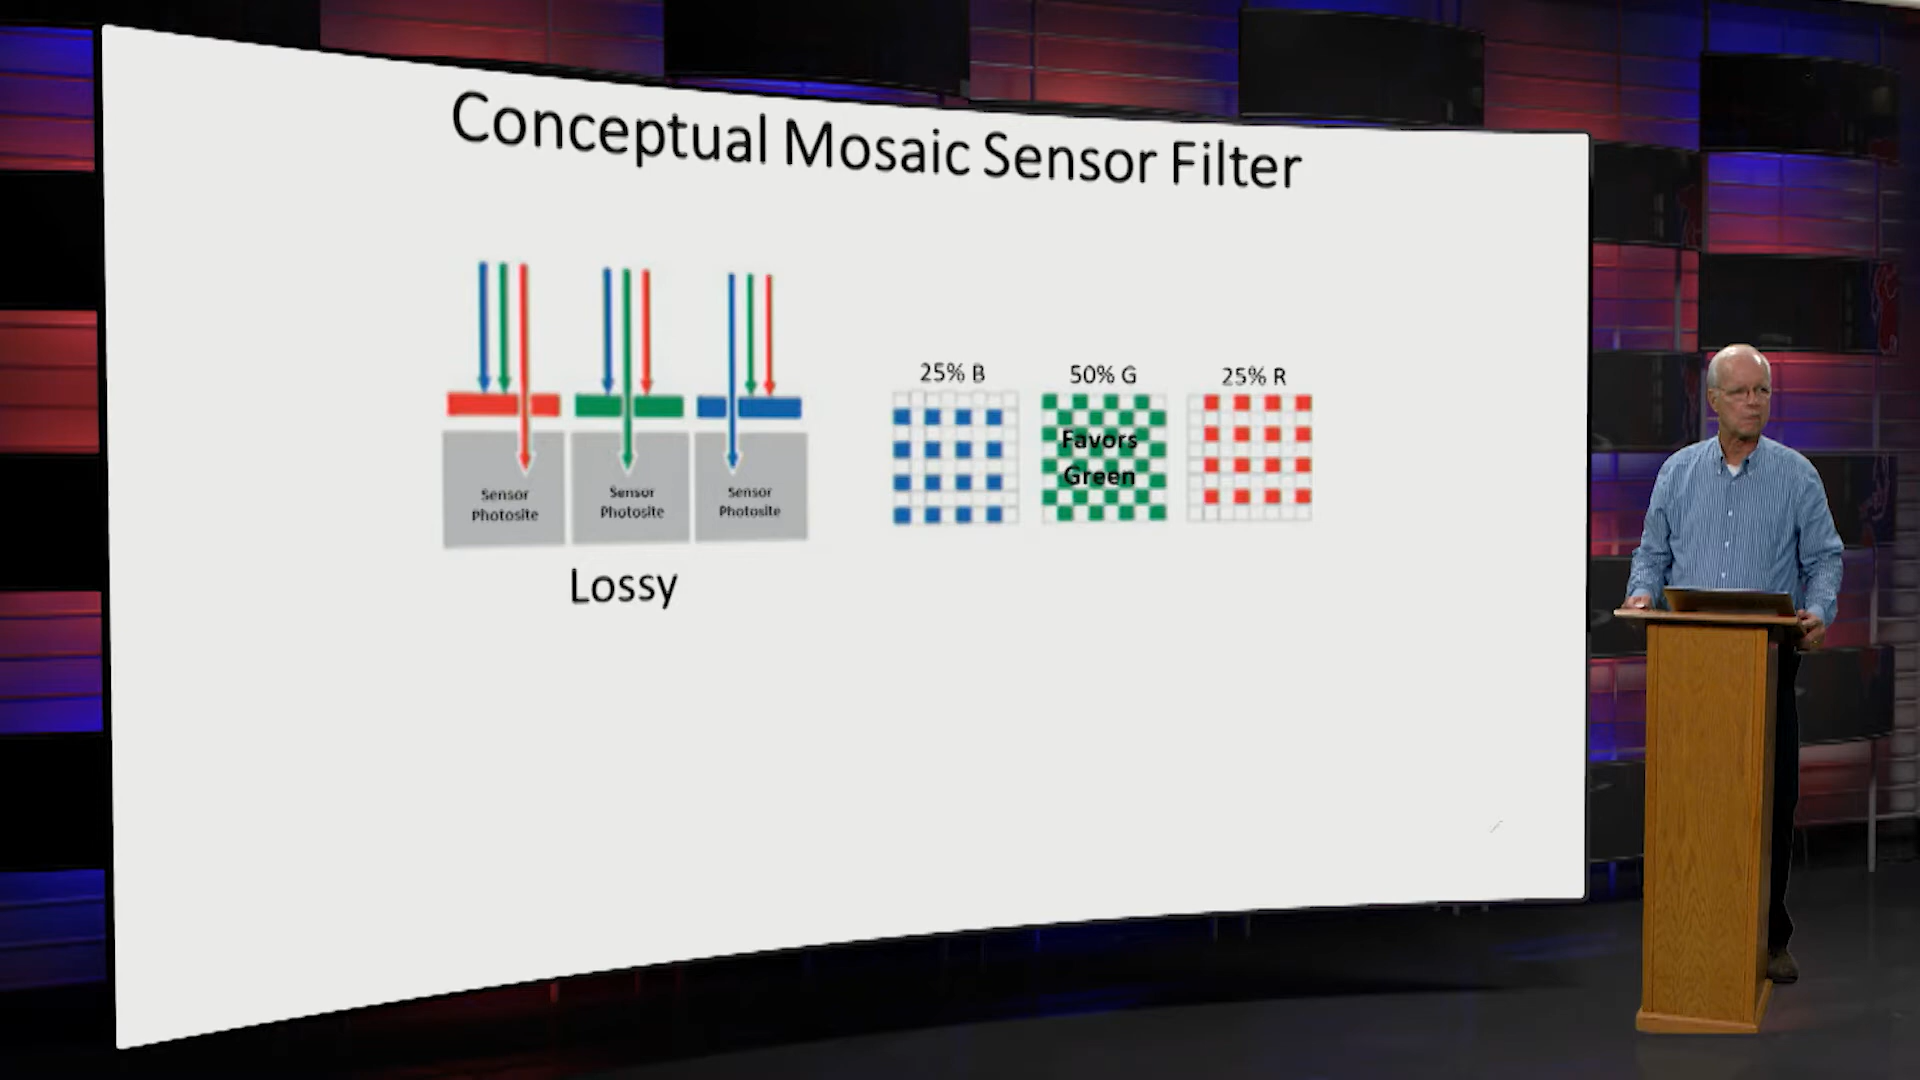 Conceptual Mosaic Sensor Filter
Sensor
Photosite
Sensor
Photosite
Sensor
Photosite
Lossy
25% B
50% G
25% R
Favors
Green